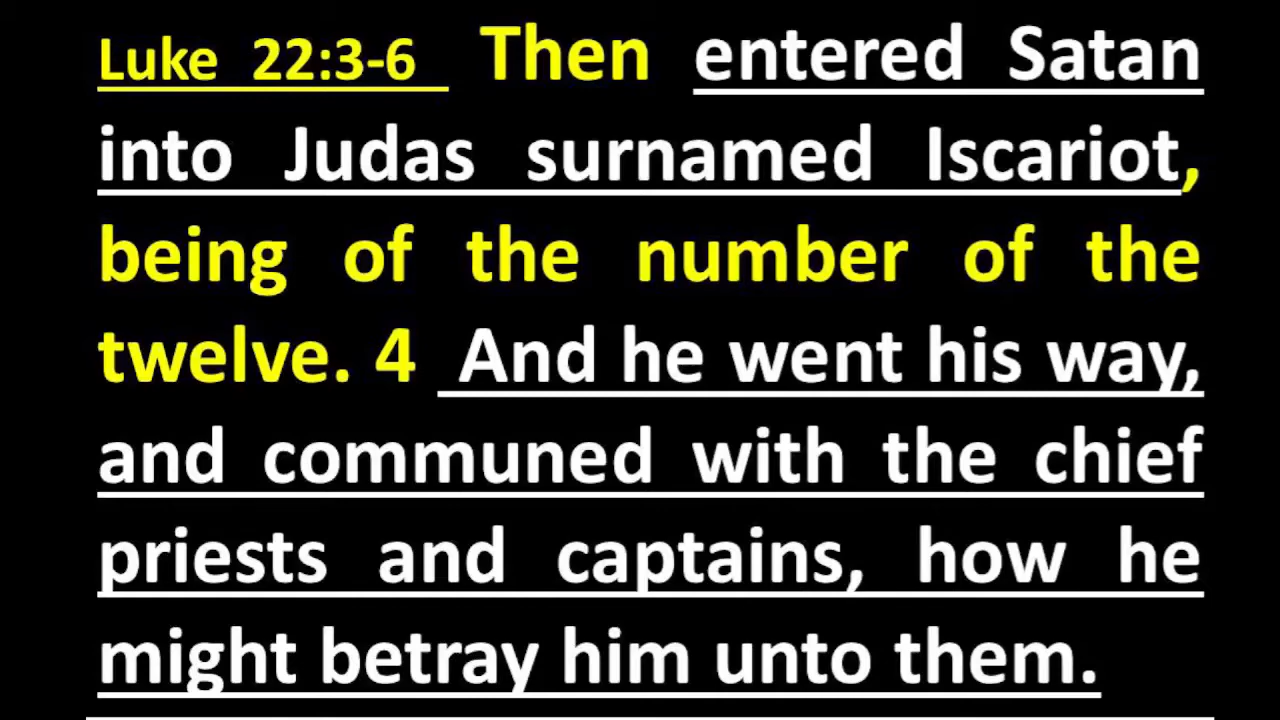 Luke 22:3-6 Then entered Satan
into Judas surnamed Iscariot,
being of the number of the
twelve. 4 And he went his way,
and communed with the chief
priests and captains, how he
might betray him unto them.